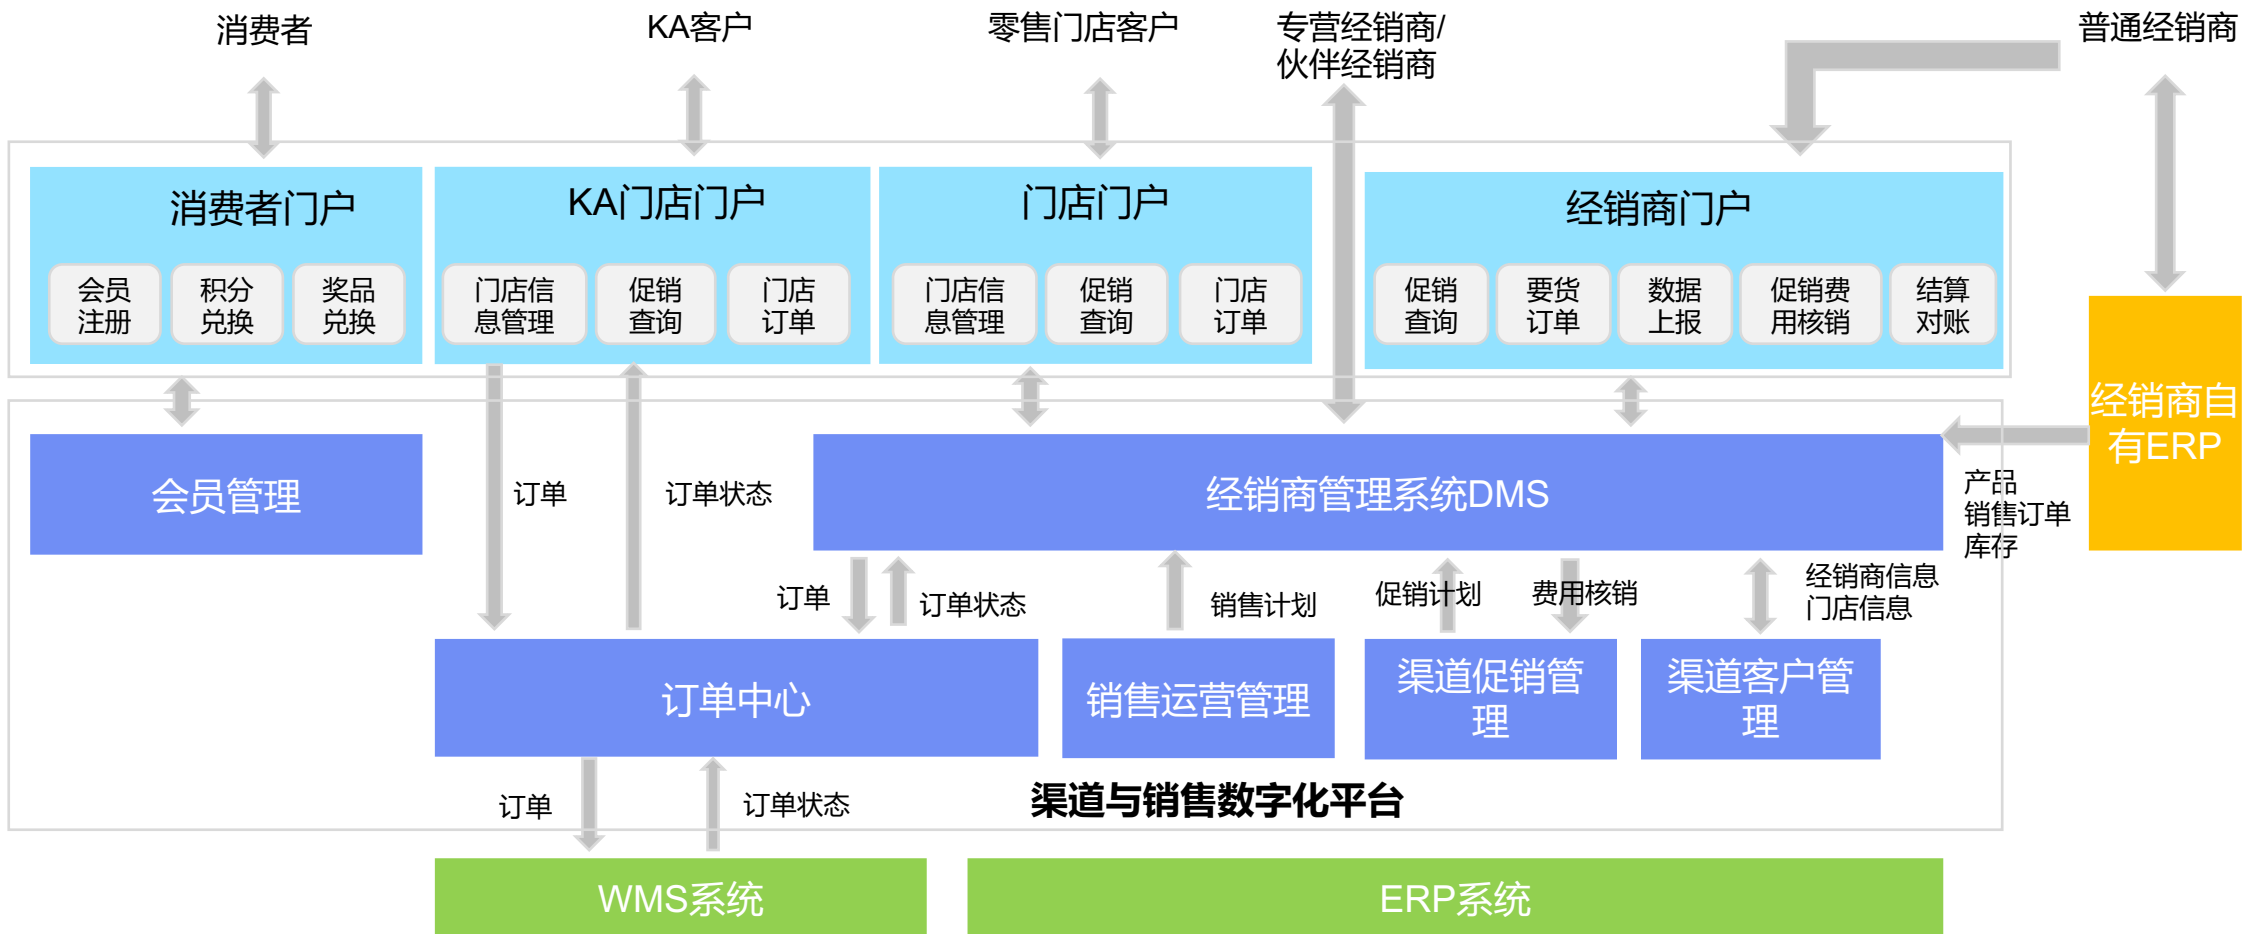 消费者
KA客户
零售门店客户
专营经销商/
伙伴经销商
普通经销商
消费者门户
会员
注册
积分
兑换
奖品
兑换
KA门店门户
门店信
息管理
促销
查询
门店
订单
门店门户
门店信
息管理
促销
查询
门店
订单
经销商门户
促销
查询
要货
订单
数据
上报
促销费
用核销
结算
对账
经销商自
有ERP
会员管理
订单
订单状态
经销商管理系统DMS
产品
销售订单
库存
订单
订单状态
销售计划
促销计划
费用核销
经销商信息
门店信息
订单中心
销售运营管理
渠道促销管
理
渠道客户管
理
订单
订单状态
渠道与销售数字化平台
WMS系统
ERP系统